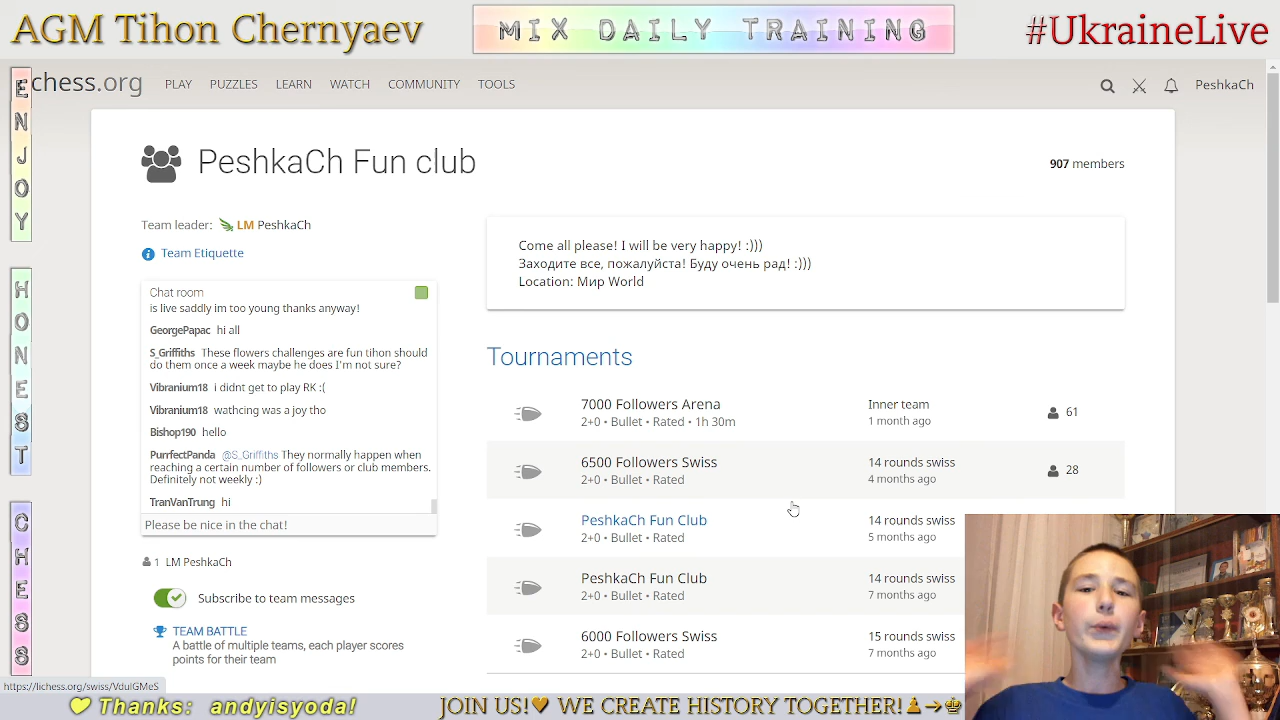 AGM Tihon Chernyaev
MIX DAILY TRAINING
#UkraineLive
ENJOY
HONEST
CHESS
chess.org
PLAY
PUZZLES
LEARN
WATCH
COMMUNITY
TOOLS
PeshkaCh
PeshkaCh Fun club
907 members
Team leader: LM PeshkaCh
Team Etiquette
Come all please! I will be very happy! :)))
Заходите все, пожалуйста! Буду очень рад! :)))
Location: Мир World
Chat room
is live saddly im too young thanks anyway!
GeorgePapac hi all
S_Griffiths These flowers challenges are fun tihon should
do them once a week maybe he does I'm not sure?
Vibranium18 i didnt get to play RK :(
Vibranium18 wathcing was a joy tho
Bishop190 hello
PurrfectPanda @S_Griffiths They normally happen when
reaching a certain number of followers or club members.
Definitely not weekly :)
TranVanTrung hi
Please be nice in the chat!
1 LM PeshkaCh
Subscribe to team messages
TEAM BATTLE
A battle of multiple teams, each player scores
points for their team
Tournaments
7000 Followers Arena
2+0 • Bullet • Rated • 1h 30m
Inner team
1 month ago
61
6500 Followers Swiss
2+0 • Bullet • Rated
14 rounds swiss
4 months ago
28
PeshkaCh Fun Club
2+0 • Bullet • Rated
14 rounds swiss
5 months ago
PeshkaCh Fun Club
2+0 • Bullet • Rated
14 rounds swiss
7 months ago
6000 Followers Swiss
2+0 • Bullet • Rated
15 rounds swiss
7 months ago
https://lichess.org/swiss/VduIGMeS
Thanks: andyisyoda!
JOIN US!♥ WE CREATE HISTORY TOGETHER!♟→♚